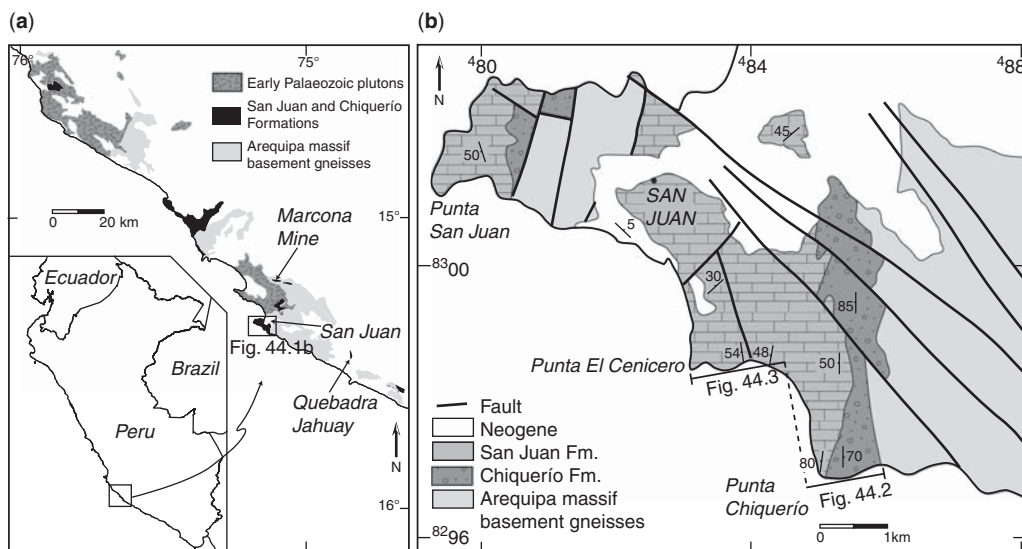 (a)
76°
75°
Early Palaeozoic plutons
San Juan and Chiquerío
Formations
Arequipa massif
basement gneisses
0
20 km
15°
Marcona
Mine
Ecuador
San Juan
Fig. 44.1b
Brazil
Quebadra
Jahuay
Peru
N
16°
(b)
480
484
488
N
45
50
SAN
JUAN
Punta
San Juan
5
8300
30
85
54
48
50
Punta El Cenicero
Fig. 44.3
Fault
Neogene
San Juan Fm.
Chiquerío Fm.
Arequipa massif
basement gneisses
80
70
Punta
Chiquerío
Fig. 44.2
0
1km
8296